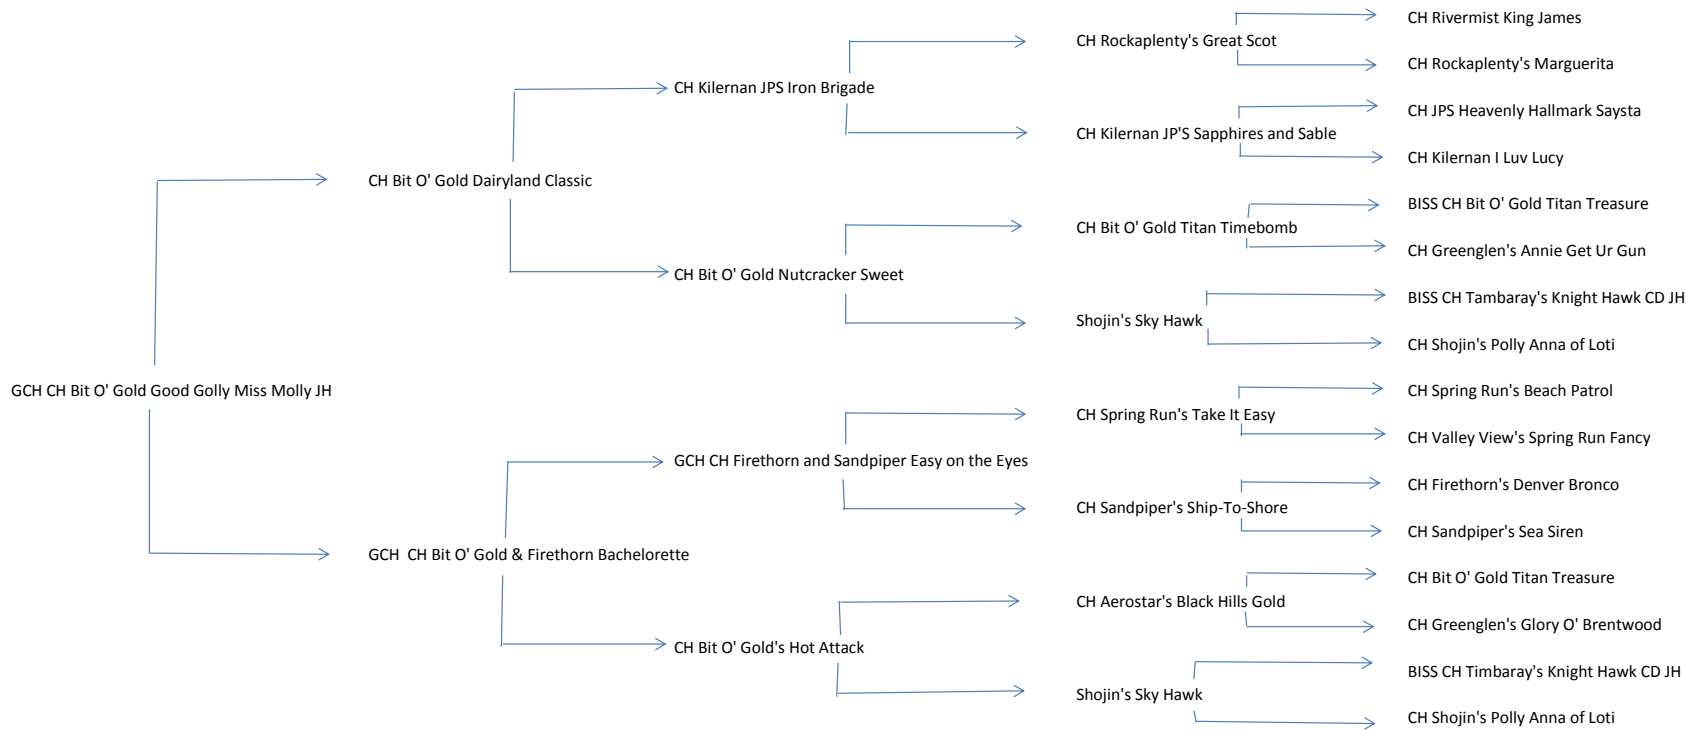 CH Rivermist King James
CH Rockaplenty's Great Scot
CH Rockaplenty's Marguerita
CH Kilernan JPS Iron Brigade
CH JPS Heavenly Hallmark Saysta
CH Kilernan JP'S Sapphires and Sable
CH Kilernan I Luv Lucy
CH Bit O' Gold Dairyland Classic
BISS CH Bit O' Gold Titan Treasure
CH Bit O' Gold Titan Timebomb
CH Greenglen's Annie Get Ur Gun
CH Bit O' Gold Nutcracker Sweet
BISS CH Tambaray's Knight Hawk CD JH
Shojin's Sky Hawk
CH Shojin's Polly Anna of Loti
GCH CH Bit O' Gold Good Golly Miss Molly JH
CH Spring Run's Beach Patrol
CH Spring Run's Take It Easy
CH Valley View's Spring Run Fancy
GCH CH Firethorn and Sandpiper Easy on the Eyes
CH Firethorn's Denver Bronco
CH Sandpiper's Ship-To-Shore
CH Sandpiper's Sea Siren
GCH  CH Bit O' Gold & Firethorn Bachelorette
CH Bit O' Gold Titan Treasure
CH Aerostar's Black Hills Gold
CH Greenglen's Glory O' Brentwood
CH Bit O' Gold's Hot Attack
BISS CH Timbaray's Knight Hawk CD JH
Shojin's Sky Hawk
CH Shojin's Polly Anna of Loti